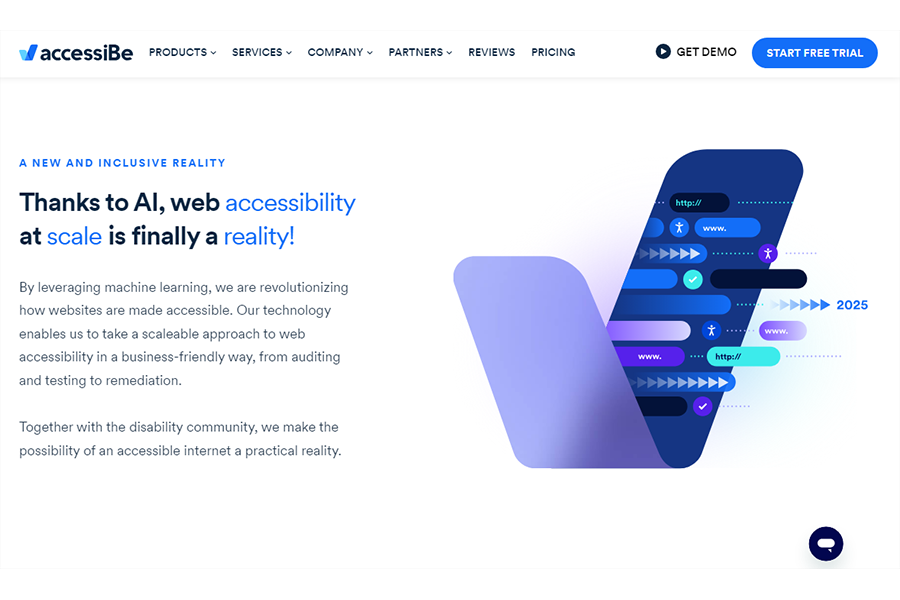 accessiBe
PRODUCTS SERVICES COMPANY PARTNERS REVIEWS PRICING GET DEMO START FREE TRIAL
A NEW AND INCLUSIVE REALITY
Thanks to AI, web accessibility
at scale is finally a reality!
By leveraging machine learning, we are revolutionizing
how websites are made accessible. Our technology
enables us to take a scaleable approach to web
accessibility in a business-friendly way, from auditing
and testing to remediation.
Together with the disability community, we make the
possibility of an accessible internet a practical reality.
http://
www.
2025
www.
www.
http://